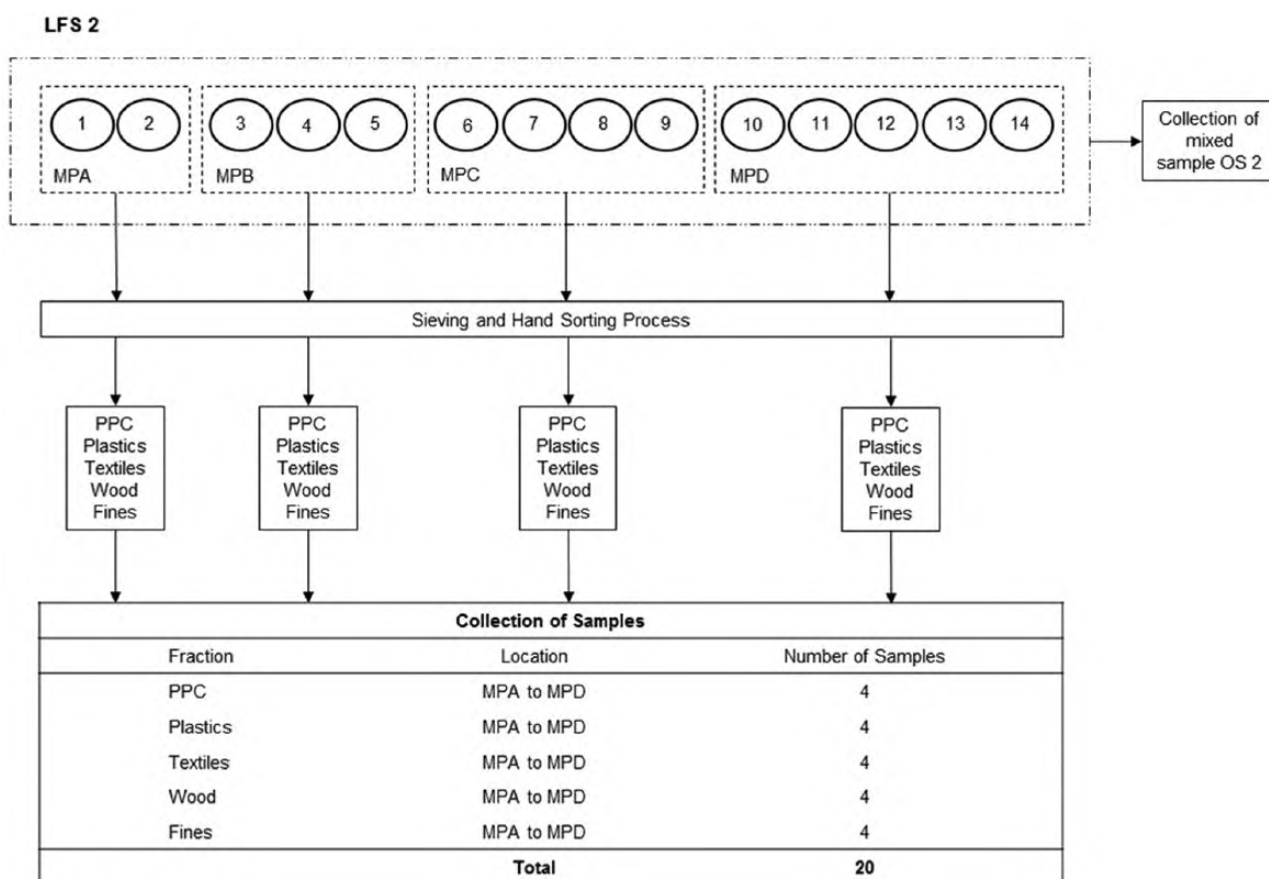 LFS 2
1 2 3 4 5 6 7 8 9 10 11 12 13 14
MPA MPB MPC MPD
Collection of
mixed
sample OS 2
Sieving and Hand Sorting Process
PPC
Plastics
Textiles
Wood
Fines
PPC
Plastics
Textiles
Wood
Fines
PPC
Plastics
Textiles
Wood
Fines
PPC
Plastics
Textiles
Wood
Fines
Collection of Samples
Fraction Location Number of Samples
PPC MPA to MPD 4
Plastics MPA to MPD 4
Textiles MPA to MPD 4
Wood MPA to MPD 4
Fines MPA to MPD 4
Total 20